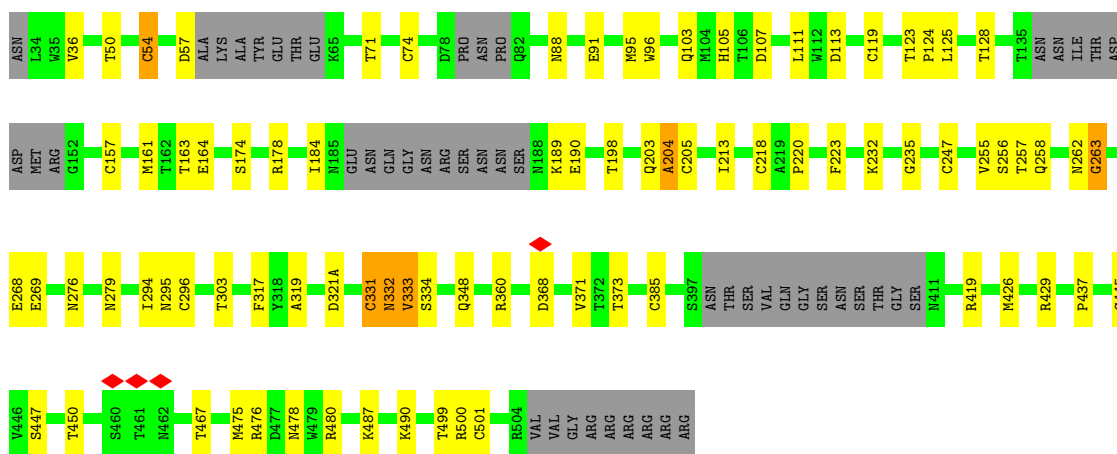 ASN L34 W35 V36 T50 C54 D57 ALA LYS ALA TYR GLU THR GLU K65 T71 C74 D78 PRO ASN PRO Q82 N88 E91 M95 W96 Q103 M104 H105 T106 D107 L111 W112 D113 C119 T123 P124 L125 T128 T135 ASN ASN ILE THR ASP
ASP MET ARG G152 C157 M161 T162 T163 E164 S174 R178 I184 N185 GLU ASN GLN GLY ASN ARG SER ASN ASN SER N188 K189 E190 T198 Q203 A204 C205 I213 C218 A219 P220 F223 K232 G235 C247 V255 S256 T257 Q258 N262 G263
E268 E269 N276 N279 I294 N295 C296 T303 F317 Y318 A319 D321A C331 N332 V333 S334 Q348 R360 D368 V371 T372 T373 C385 S397 ASN THR SER VAL GLN GLY SER ASN SER THR GLY SER N411 R419 M426 R429 P437
V446 S447 T450 S460 T461 N462 T467 M475 R476 D477 N478 W479 R480 K487 K490 T499 R500 C501 R504 VAL VAL GLY ARG ARG ARG ARG ARG ARG